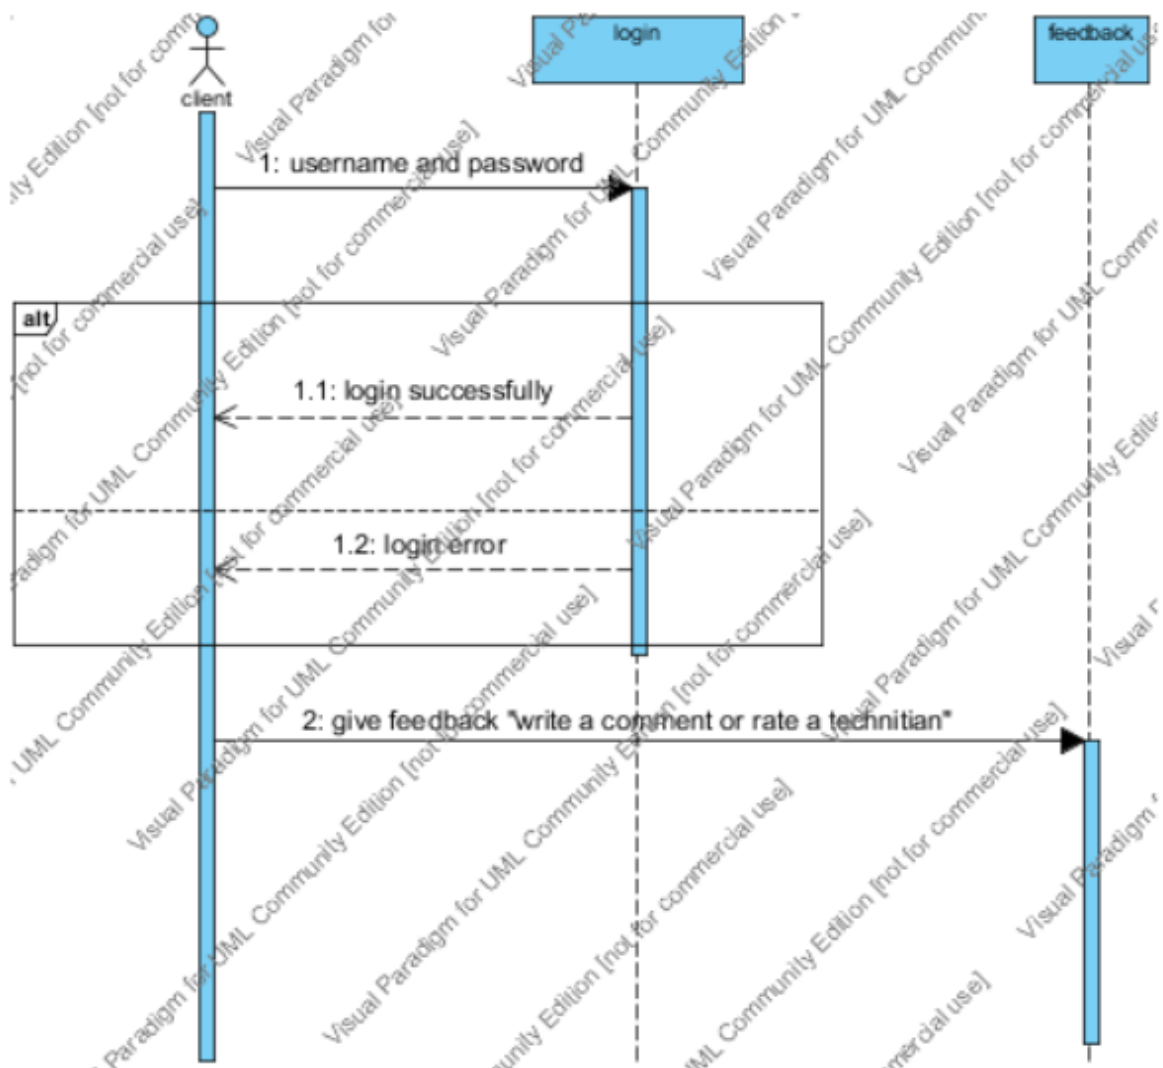 client
login
feedback
1: username and password
alt
1.1: login successfully
1.2: login error
2: give feedback "write a comment or rate a technitian"
Visual Paradigm for UML Community Edition [not for commercial use]